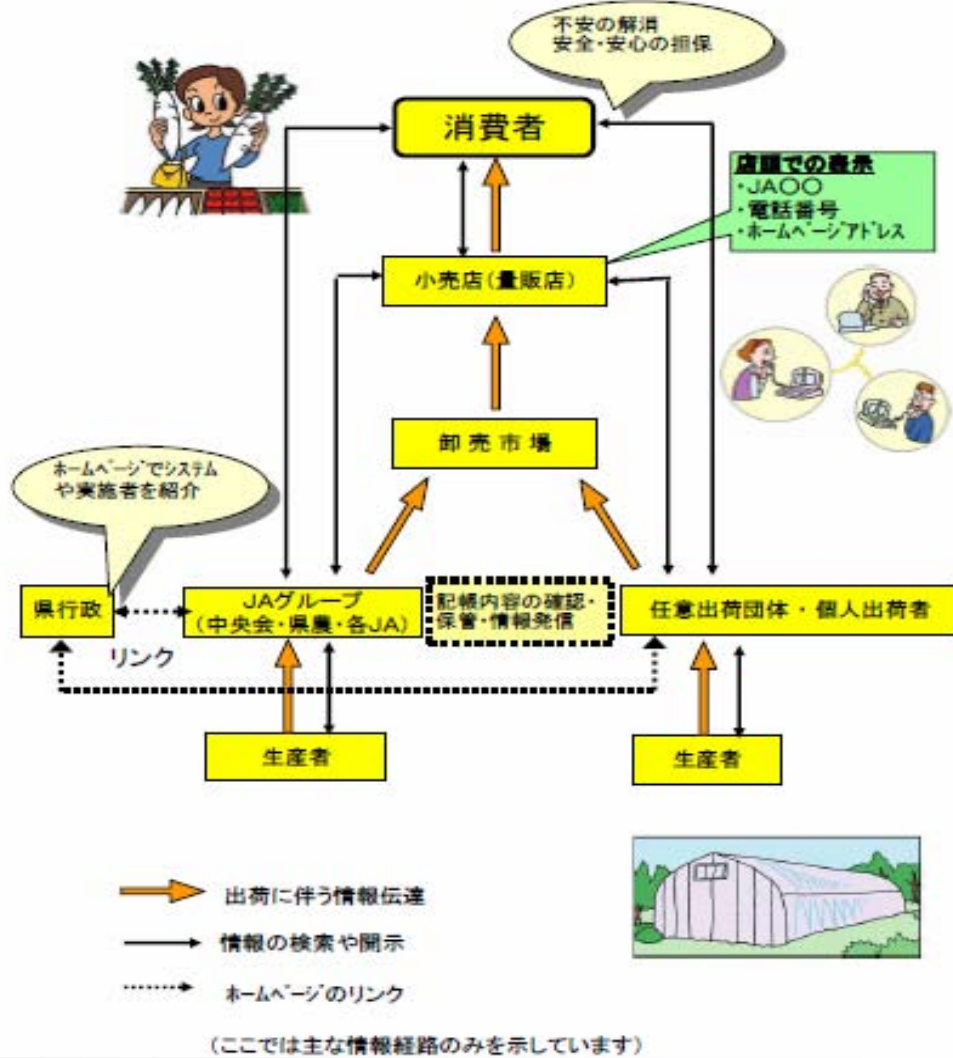 不安の解消
安全・安心の担保
消費者
店頭での表示
・JA〇〇
・電話番号
・ホームページアドレス
小売店(量販店)
卸売市場
ホームページでシステム
や実施者を紹介
県行政
JAグループ
(中央会・県農・各JA)
記帳内容の確認・
保管・情報発信
任意出荷団体・個人出荷者
リンク
生産者
生産者
出荷に伴う情報伝達
情報の検索や開示
ホームページのリンク
(ここでは主な情報経路のみを示しています)